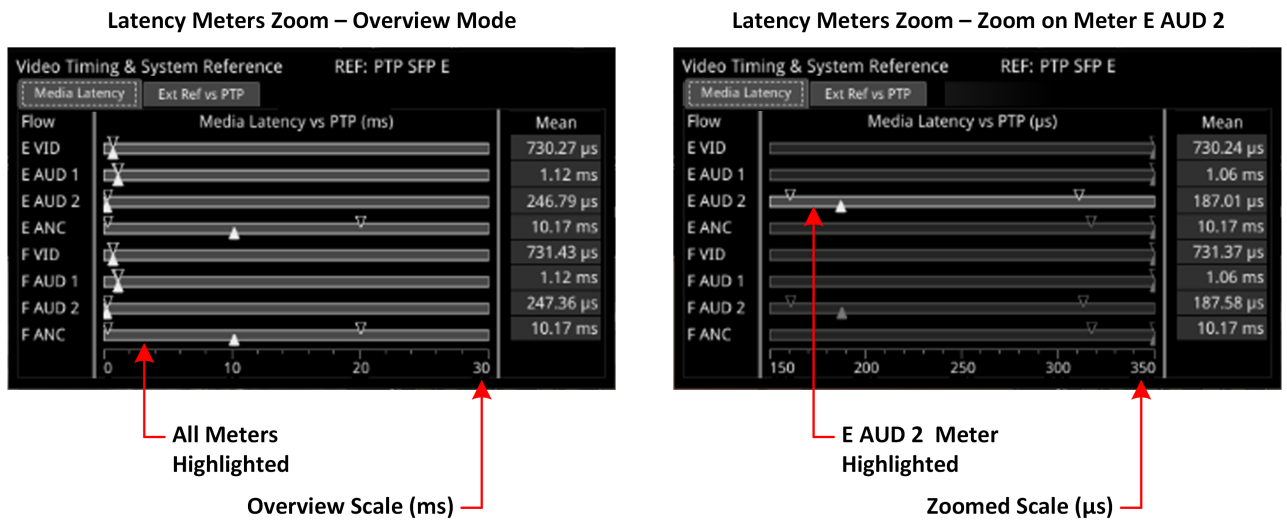 Latency Meters Zoom – Overview Mode
Video Timing & System Reference REF: PTP SFP E
Media Latency Ext Ref vs PTP
Flow Media Latency vs PTP (ms) Mean
E VID 730.27 µs
E AUD 1 1.12 ms
E AUD 2 246.79 µs
E ANC 10.17 ms
F VID 731.43 µs
F AUD 1 1.12 ms
F AUD 2 247.36 µs
F ANC 10.17 ms
0 10 20 30
All Meters
Highlighted
Overview Scale (ms)
Latency Meters Zoom – Zoom on Meter E AUD 2
Video Timing & System Reference REF: PTP SFP E
Media Latency Ext Ref vs PTP
Flow Media Latency vs PTP (µs) Mean
E VID 730.24 µs
E AUD 1 1.06 ms
E AUD 2 187.01 µs
E ANC 10.17 ms
F VID 731.37 µs
F AUD 1 1.06 ms
F AUD 2 187.58 µs
F ANC 10.17 ms
150 200 250 300 350
E AUD 2 Meter
Highlighted
Zoomed Scale (µs)